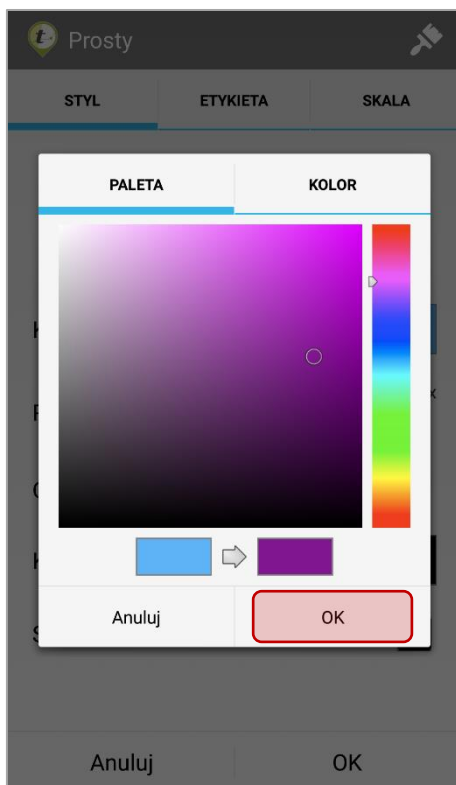 Prosty
STYL ETYKIETA SKALA
PALETA KOLOR
Anuluj OK
Anuluj OK